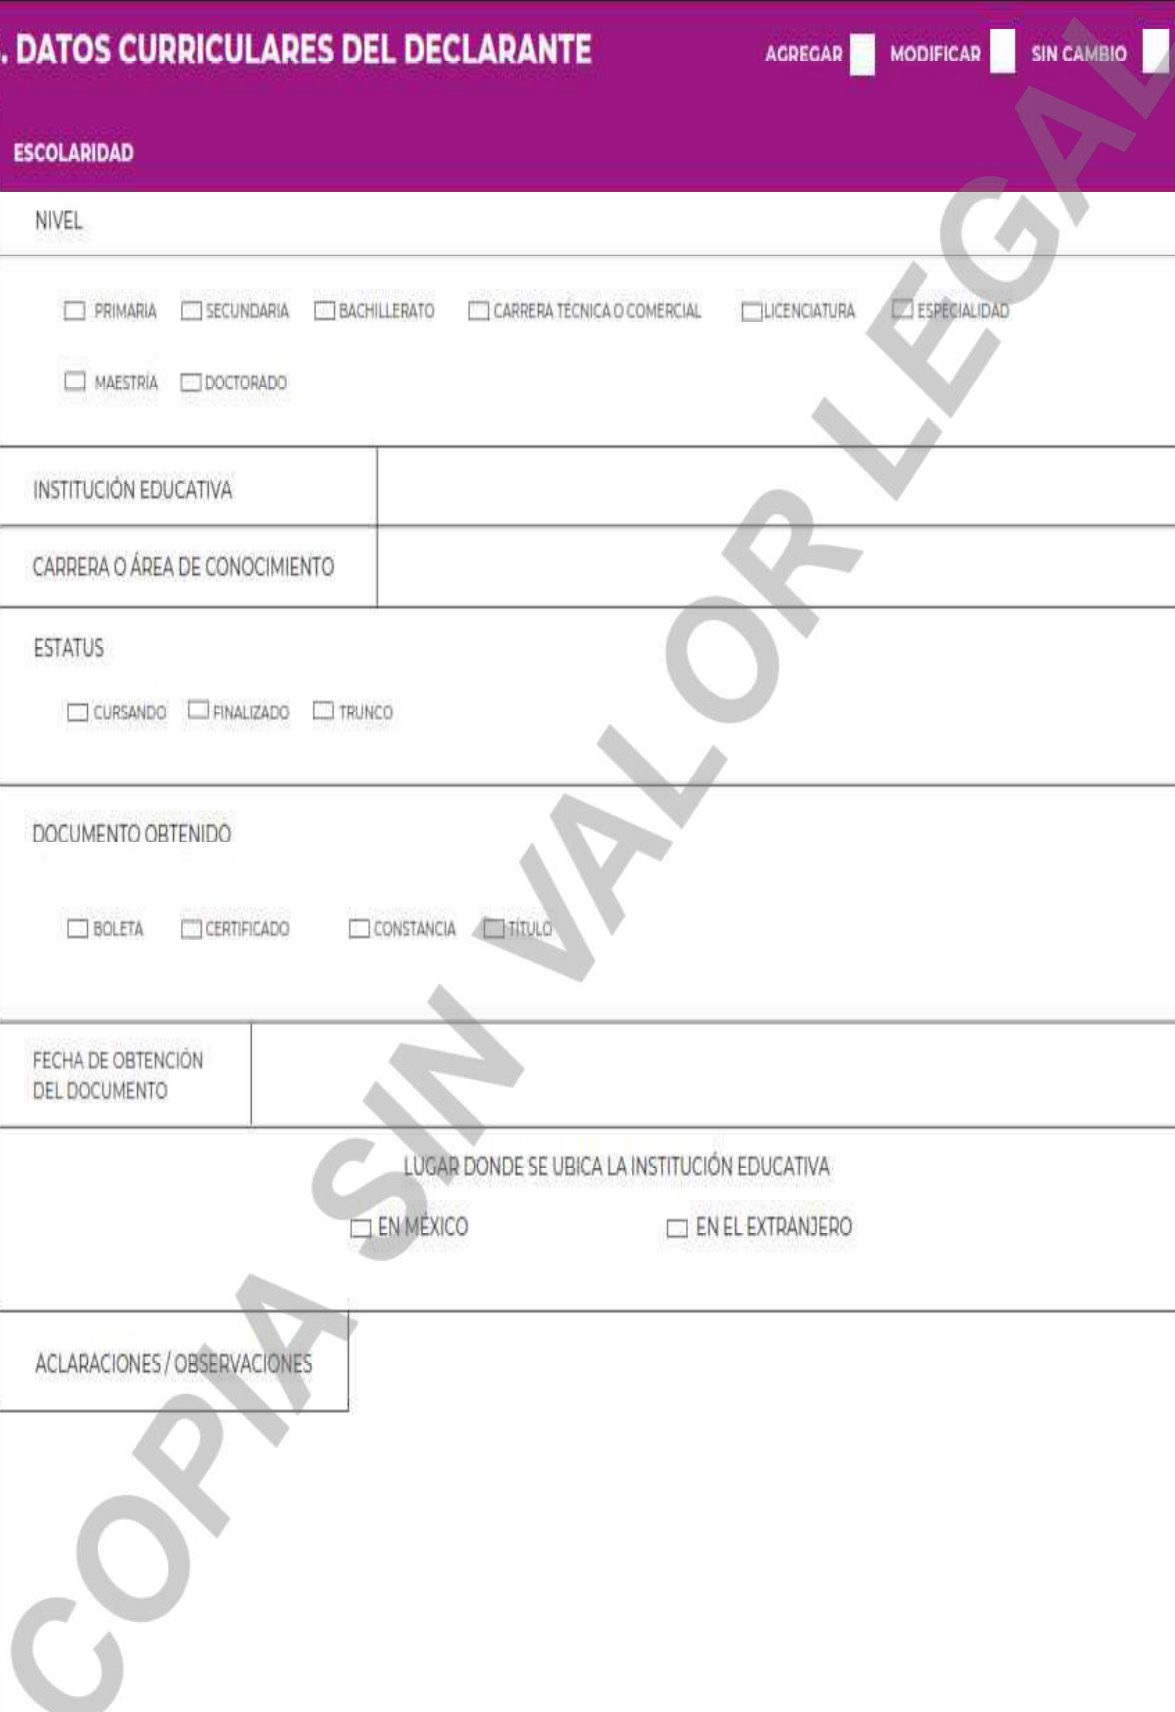 . DATOS CURRICULARES DEL DECLARANTE
AGREGAR MODIFICAR SIN CAMBIO
ESCOLARIDAD
NIVEL
PRIMARIA SECUNDARIA BACHILLERATO CARRERA TÉCNICA O COMERCIAL LICENCIATURA ESPECIALIDAD
MAESTRÍA DOCTORADO
INSTITUCIÓN EDUCATIVA
CARRERA O ÁREA DE CONOCIMIENTO
ESTATUS
CURSANDO FINALIZADO TRUNCO
DOCUMENTO OBTENIDO
BOLETA CERTIFICADO CONSTANCIA TÍTULO
FECHA DE OBTENCIÓN
DEL DOCUMENTO
LUGAR DONDE SE UBICA LA INSTITUCIÓN EDUCATIVA
EN MÉXICO EN EL EXTRANJERO
ACLARACIONES / OBSERVACIONES
COPIA SIN VALOR LEGAL